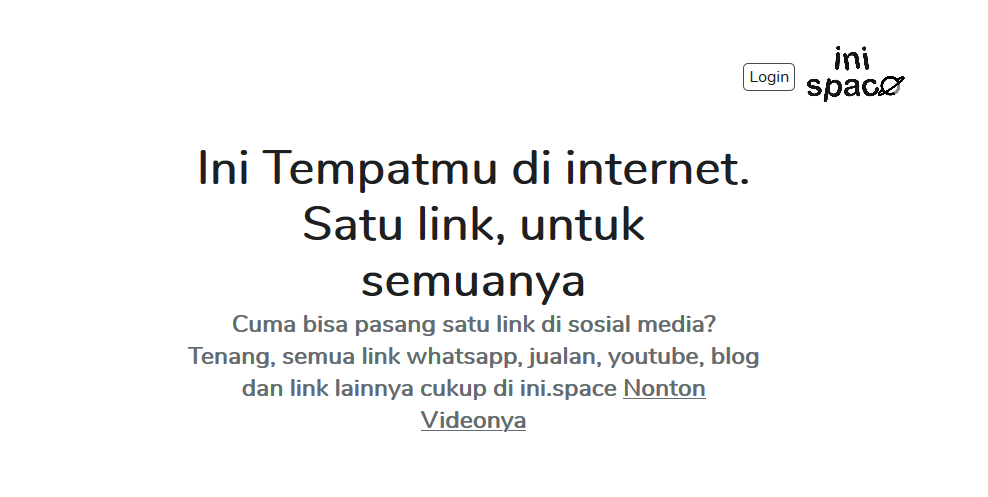 Login
ini
space
Ini Tempatmu di internet.
Satu link, untuk
semuanya
Cuma bisa pasang satu link di sosial media?
Tenang, semua link whatsapp, jualan, youtube, blog
dan link lainnya cukup di ini.space Nonton
Videonya